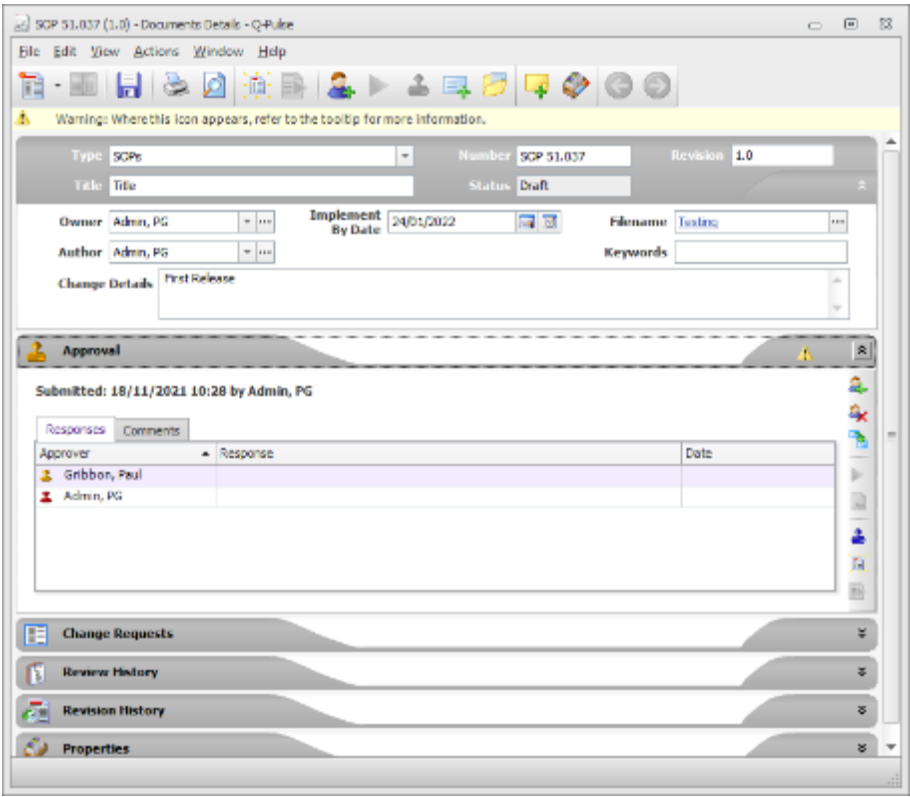 SOP 51.037 (1.0) - Documents Details - Q-Pulse
File Edit View Actions Window Help
Warning: Where this icon appears, refer to the tooltip for more information.
Type SOPs Number SOP 51.037 Revision 1.0
Title Title Status Draft
Owner Admin, PG Implement By Date 24/01/2022 Filename Testing
Author Admin, PG Keywords
Change Details First Release
Approval
Submitted: 18/11/2021 10:28 by Admin, PG
Responses Comments
Approver Response Date
Gribbon, Paul
Admin, PG
Change Requests
Review History
Revision History
Properties